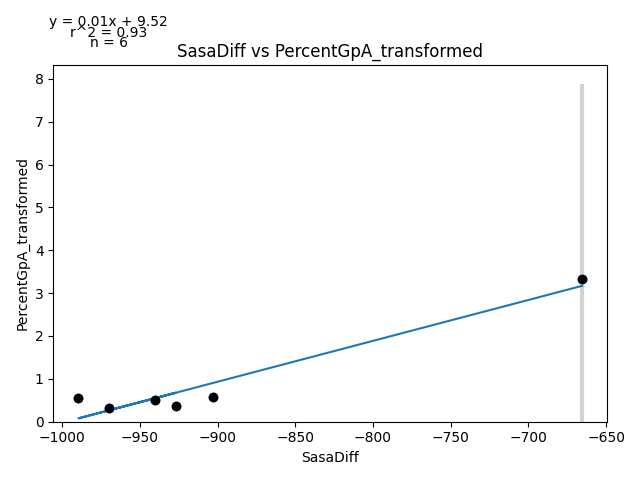 y = 0.01x + 9.52
r^2 = 0.93
n = 6
SasaDiff vs PercentGpA_transformed
8
7
6
5
4
3
2
1
0
PercentGpA_transformed
−1000 −950 −900 −850 −800 −750 −700 −650
SasaDiff